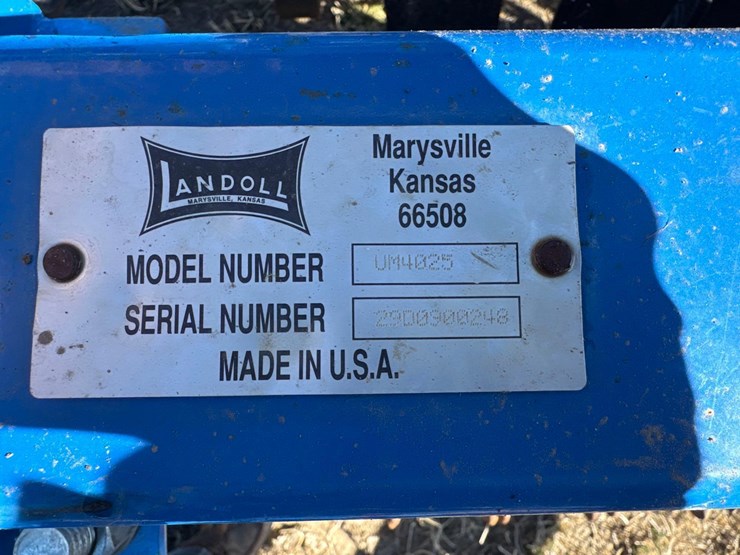 LANDOLL
MARYSVILLE, KANSAS
Marysville
Kansas
66508
MODEL NUMBER UM4025
SERIAL NUMBER 29D0900248
MADE IN U.S.A.